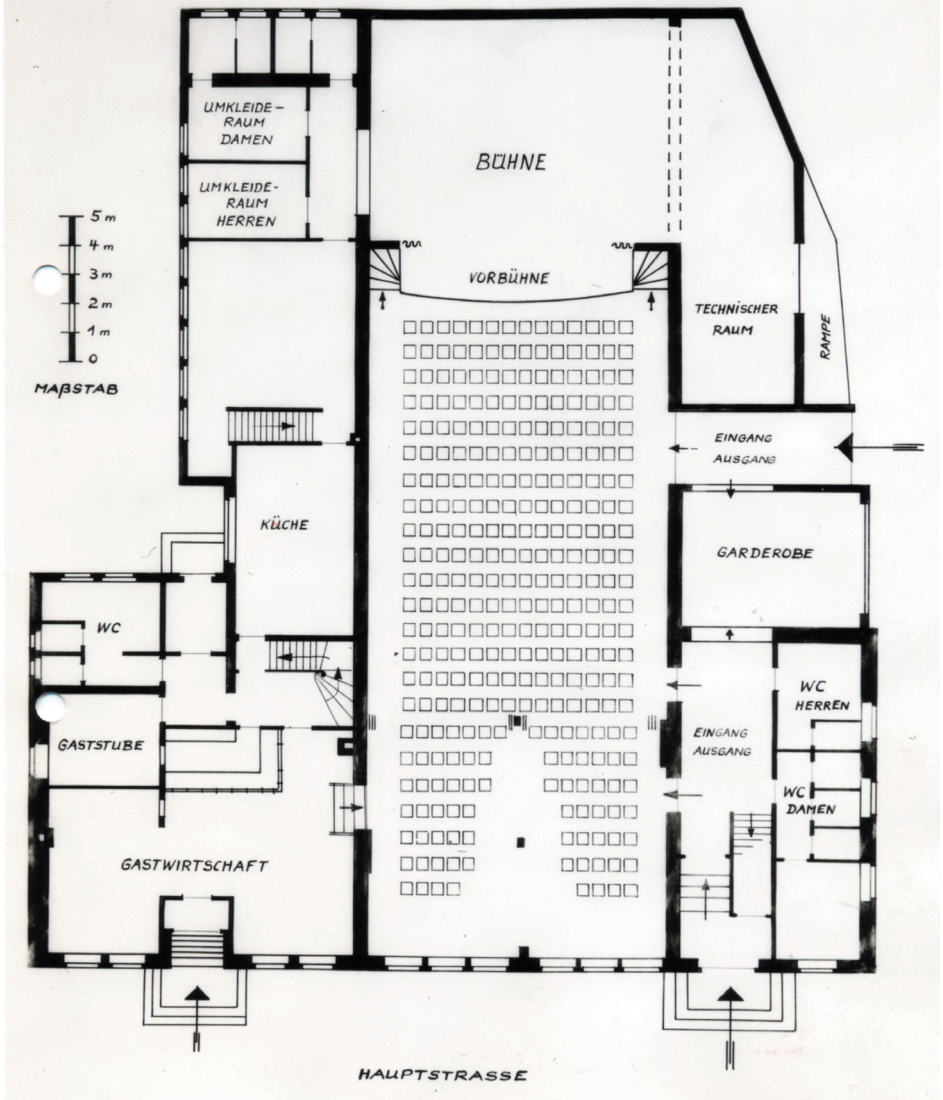 UMKLEIDE-
RAUM
DAMEN
BÜHNE
UMKLEIDE-
RAUM
HERREN
5 m
4 m
3 m
2 m
1 m
0
MAßSTAB
VORBÜHNE
TECHNISCHER
RAUM
RAMPE
EINGANG
AUSGANG
KÜCHE
GARDEROBE
WC
WC
HERREN
GASTSTUBE
EINGANG
AUSGANG
WC
DAMEN
GASTWIRTSCHAFT
HAUPTSTRASSE